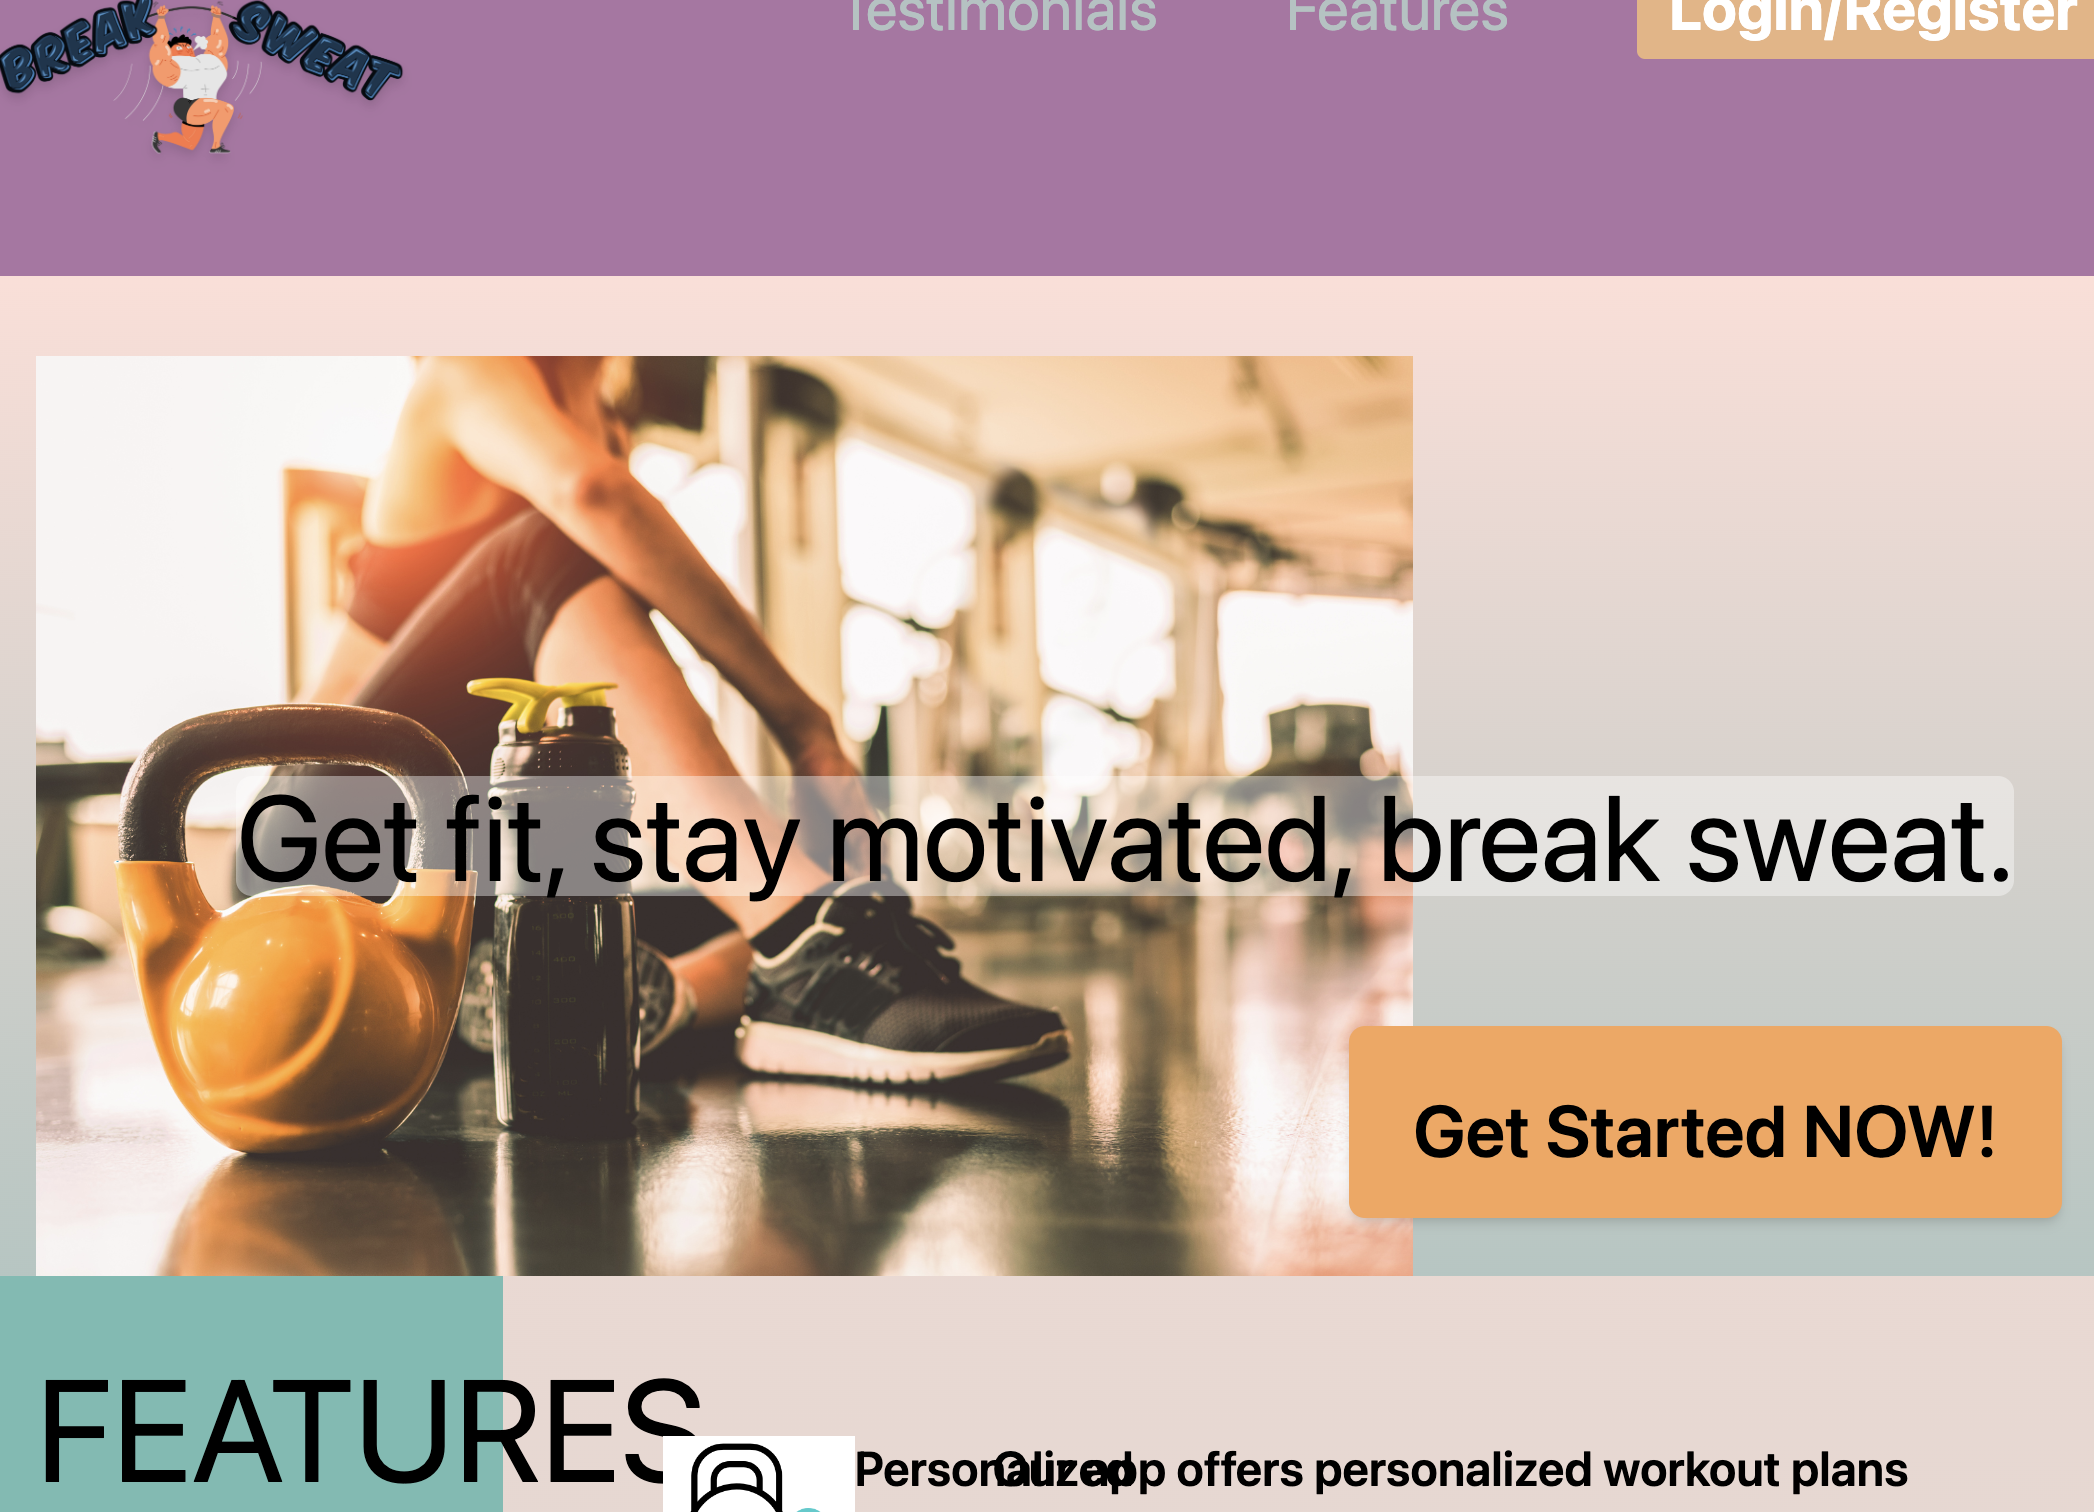 BREAK SWEAT
Testimonials
Features
Login/Register
Get fit, stay motivated, break sweat.
Get Started NOW!
FEATURES
Personalized
Our app offers personalized workout plans